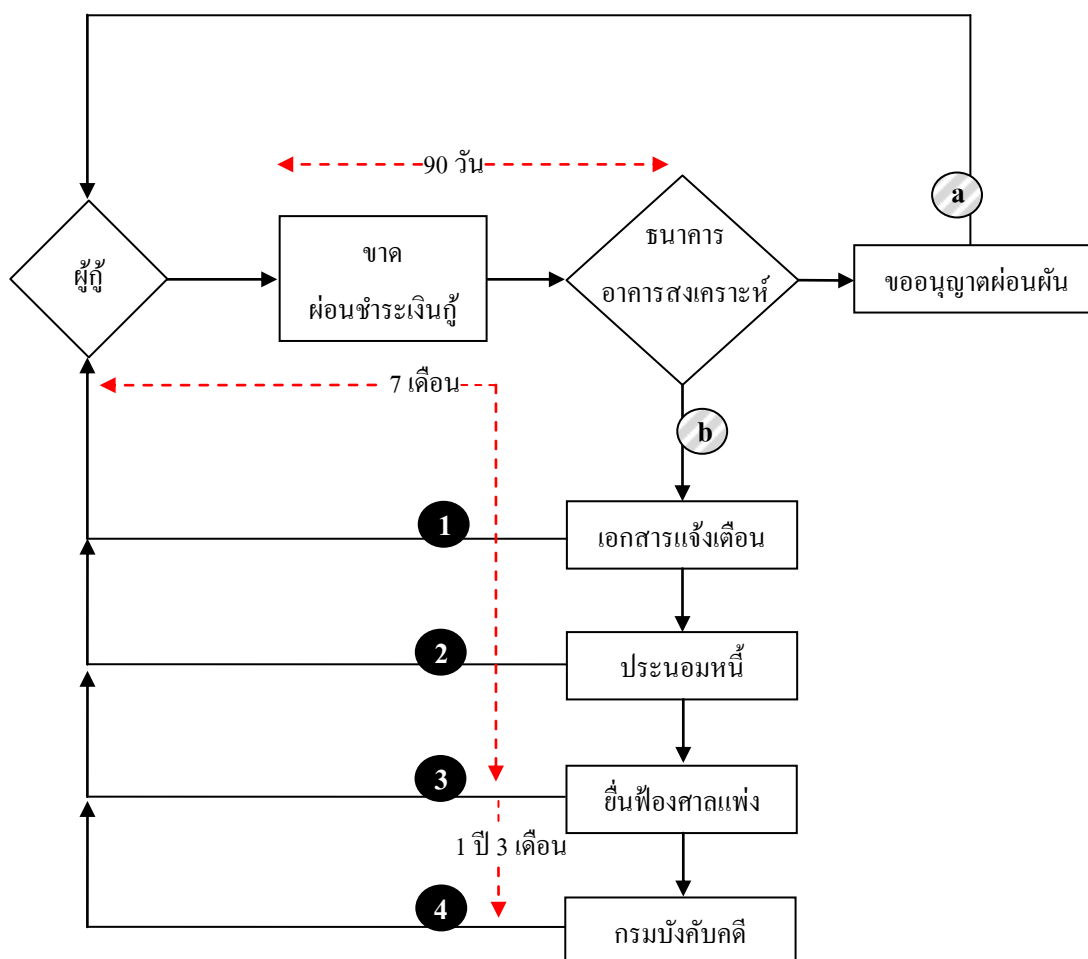 90 วัน
a
ธนาคาร
อาคารสงเคราะห์
ผู้กู้
ขาด
ผ่อนชำระเงินกู้
ขออนุญาตผ่อนผัน
7 เดือน
b
1
เอกสารแจ้งเตือน
2
ประนอมหนี้
3
ยื่นฟ้องศาลแพ่ง
1 ปี 3 เดือน
4
กรมบังคับคดี